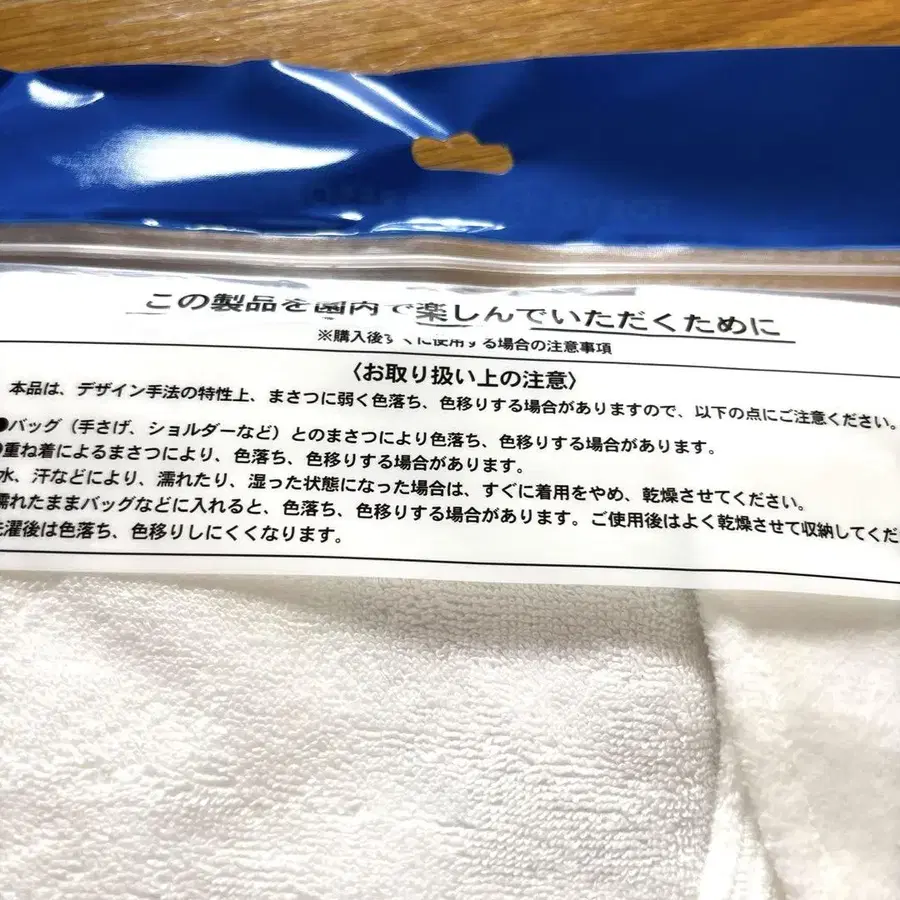 この製品を園内で楽しんでいただくために
※購入後すぐに使用する場合の注意事項
〈お取り扱い上の注意〉
本品は、デザイン手法の特性上、まさつに弱く色落ち、色移りする場合がありますので、以下の点にご注意ください。
●バッグ（手さげ、ショルダーなど）とのまさつにより色落ち、色移りする場合があります。
●重ね着によるまさつにより、色落ち、色移りする場合があります。
水、汗などにより、濡れたり、湿った状態になった場合は、すぐに着用をやめ、乾燥させてください。
濡れたままバッグなどに入れると、色落ち、色移りする場合があります。ご使用後はよく乾燥させて収納してくだ
洗濯後は色落ち、色移りしにくくなります。